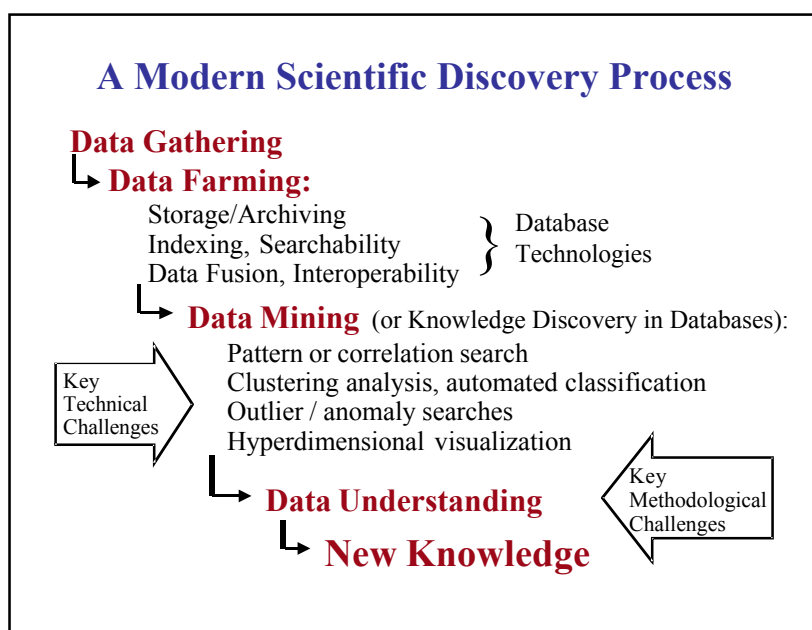 A Modern Scientific Discovery Process
Data Gathering
Data Farming:
Storage/Archiving
Indexing, Searchability
Data Fusion, Interoperability
} Database
Technologies
Data Mining (or Knowledge Discovery in Databases):
Pattern or correlation search
Clustering analysis, automated classification
Outlier / anomaly searches
Hyperdimensional visualization
Key
Technical
Challenges
Data Understanding
Key
Methodological
Challenges
New Knowledge